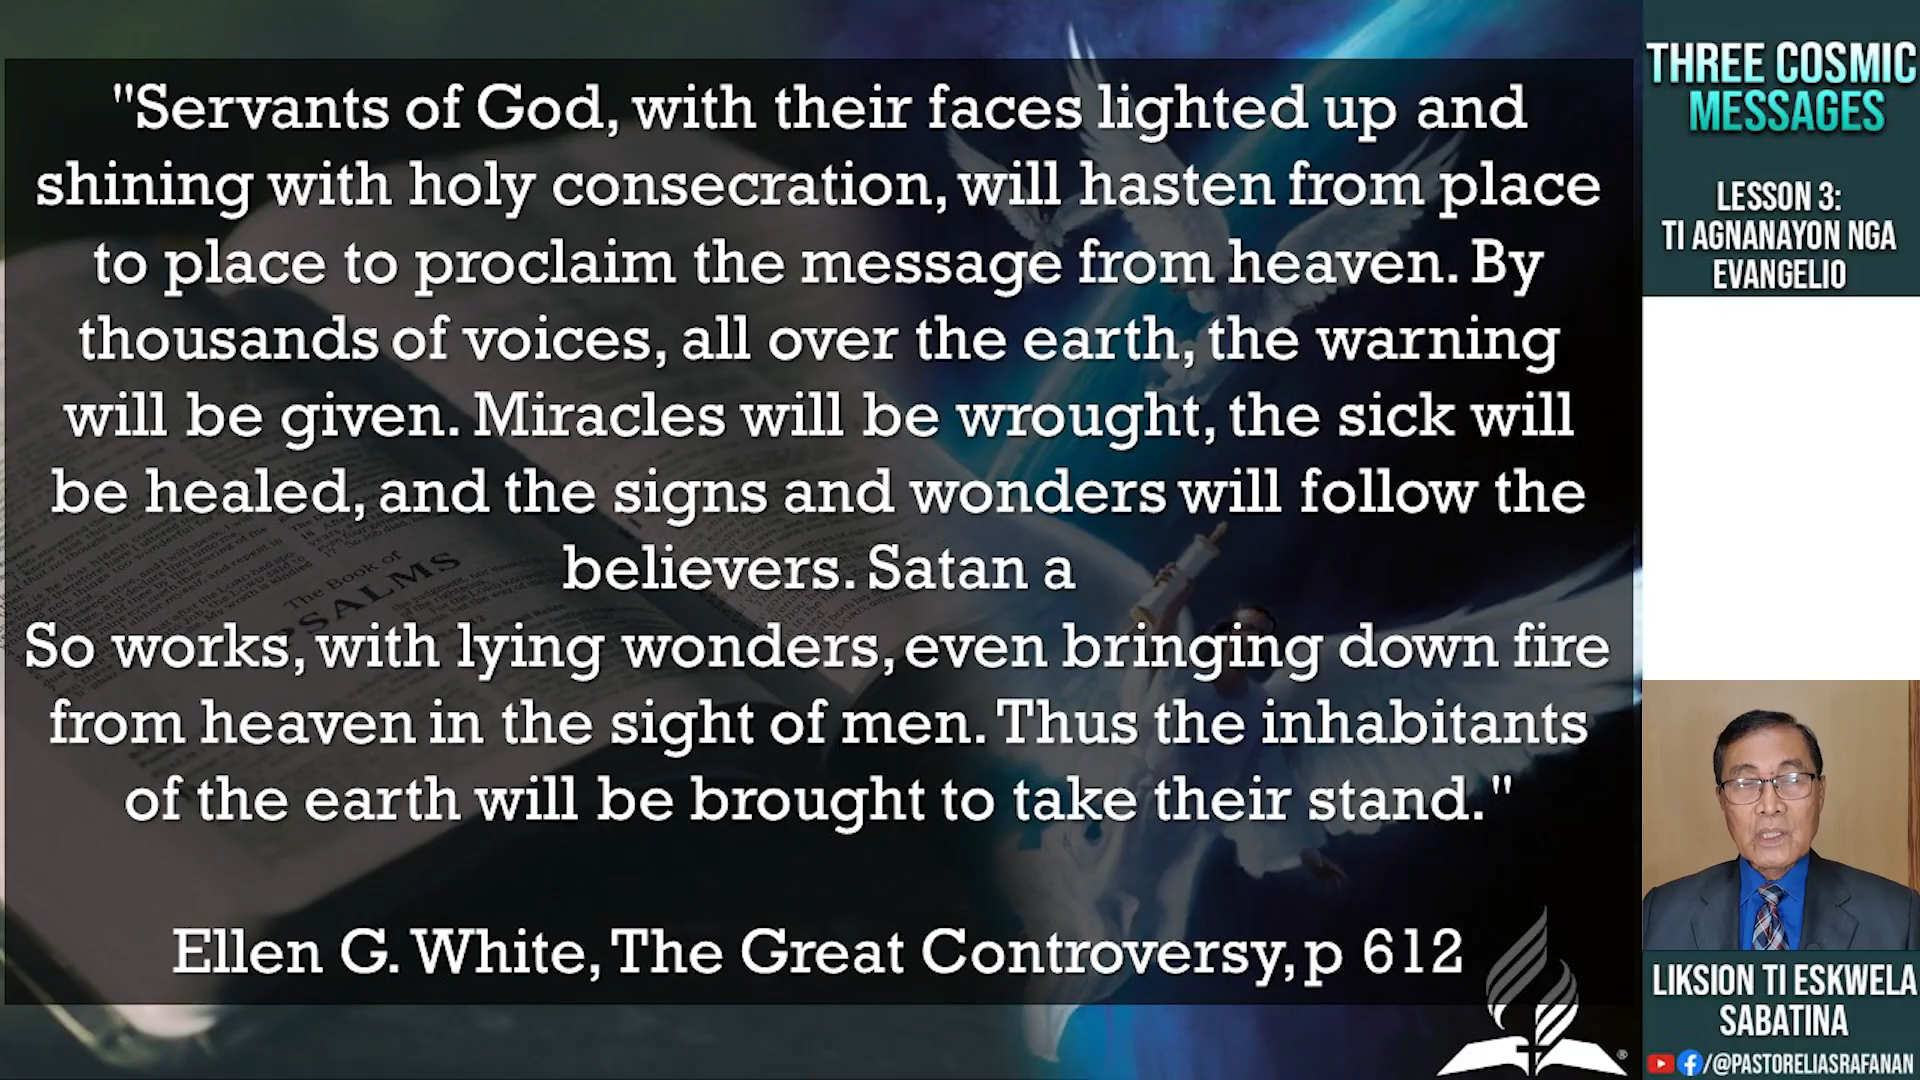 "Servants of God, with their faces lighted up and
shining with holy consecration, will hasten from place
to place to proclaim the message from heaven. By
thousands of voices, all over the earth, the warning
will be given. Miracles will be wrought, the sick will
be healed, and the signs and wonders will follow the
believers. Satan a
So works, with lying wonders, even bringing down fire
from heaven in the sight of men. Thus the inhabitants
of the earth will be brought to take their stand."
Ellen G. White, The Great Controversy, p 612
The Book of
PSALMS
THREE COSMIC
MESSAGES
LESSON 3:
TI AGNANAYON NGA
EVANGELIO
LIKSION TI ESKWELA
SABATINA
/@PASTORELIASRAFANAN